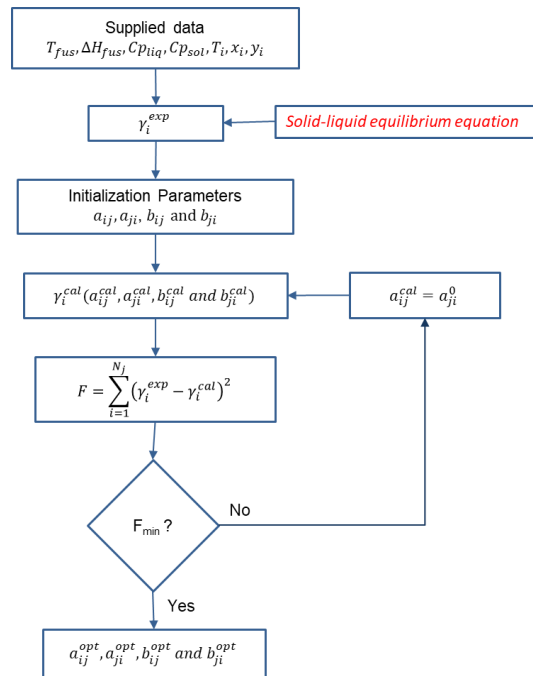 Supplied data
T_fus, ΔH_fus, Cp_liq, Cp_sol, T_i, x_i, y_i
γ_i^exp
Solid-liquid equilibrium equation
Initialization Parameters
a_ij, a_ji, b_ij and b_ji
γ_i^cal(a_ij^cal, a_ji^cal, b_ij^cal and b_ji^cal)
a_ij^cal = a_ji^0
F = ∑_{i=1}^{N_j} (γ_i^exp − γ_i^cal)^2
F_min ?
No
Yes
a_ij^opt, a_ji^opt, b_ij^opt and b_ji^opt